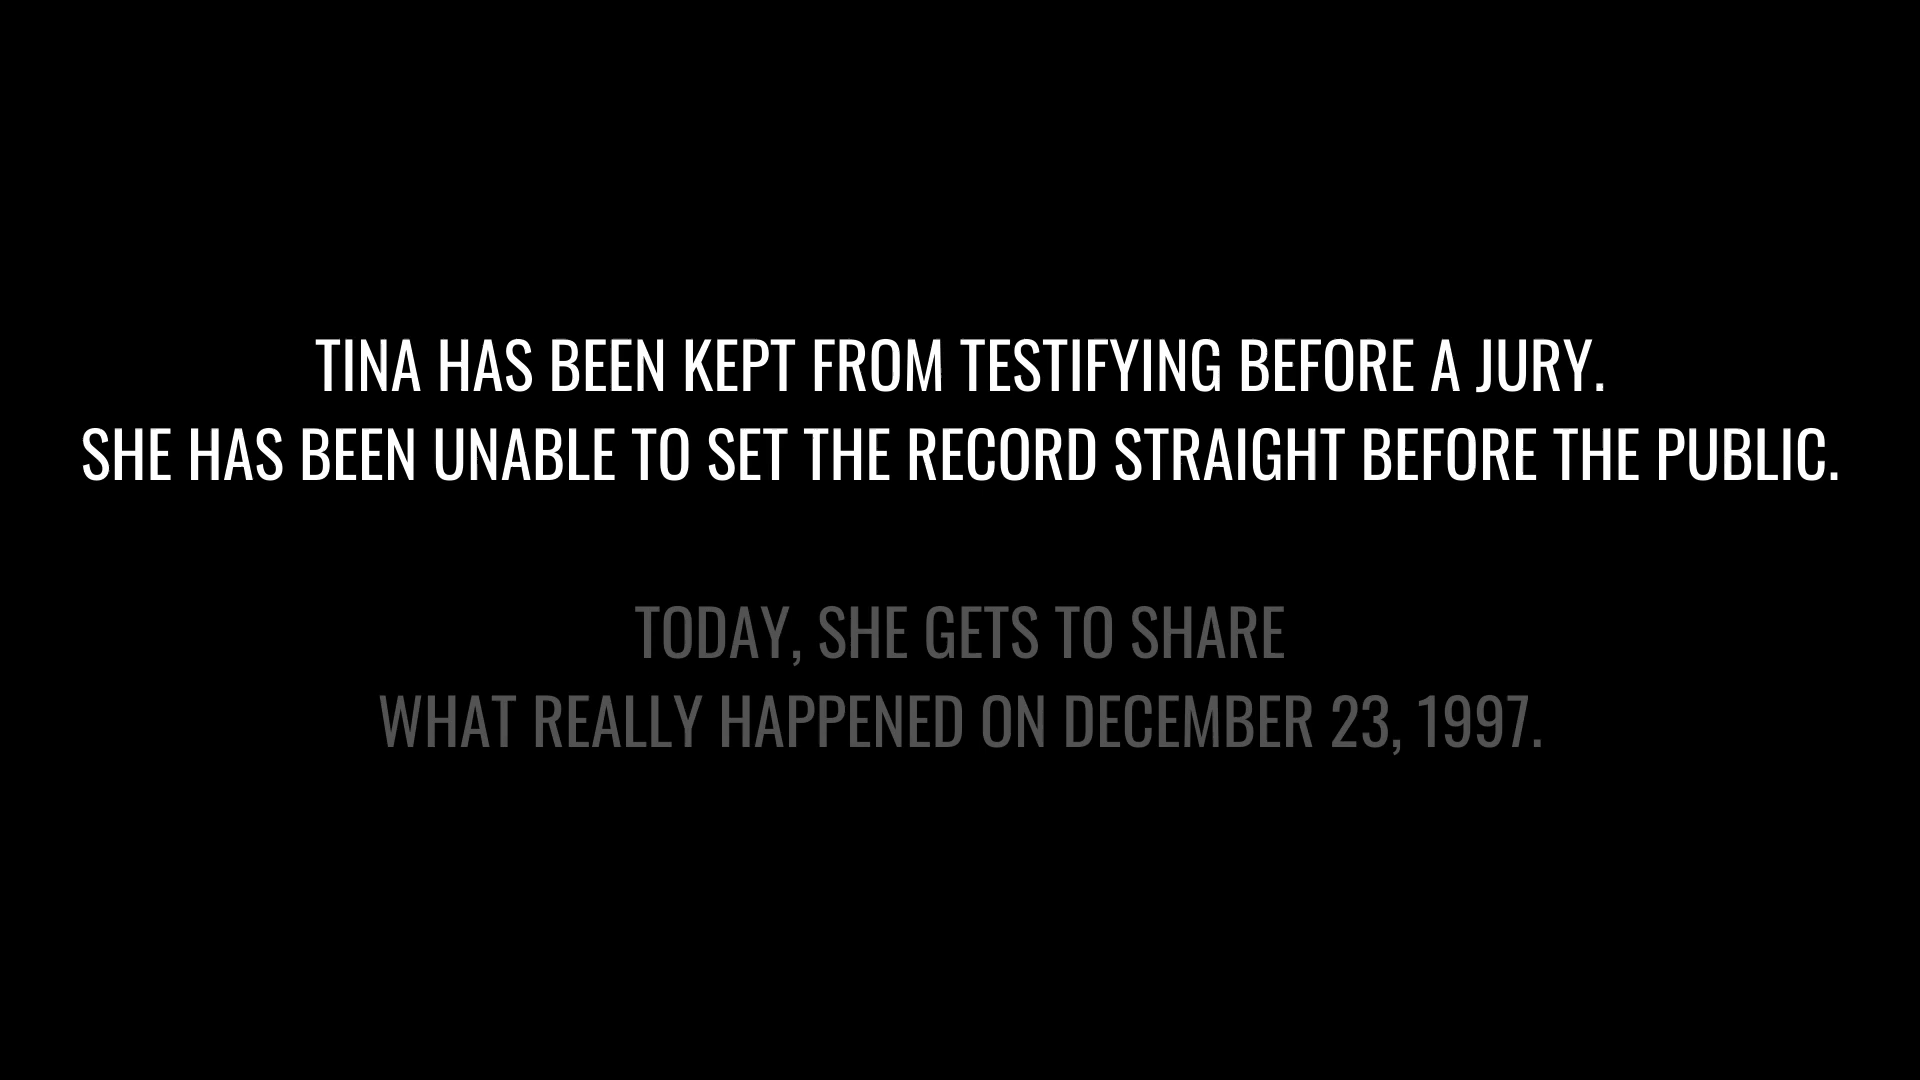 TINA HAS BEEN KEPT FROM TESTIFYING BEFORE A JURY.
SHE HAS BEEN UNABLE TO SET THE RECORD STRAIGHT BEFORE THE PUBLIC.
TODAY, SHE GETS TO SHARE
WHAT REALLY HAPPENED ON DECEMBER 23, 1997.